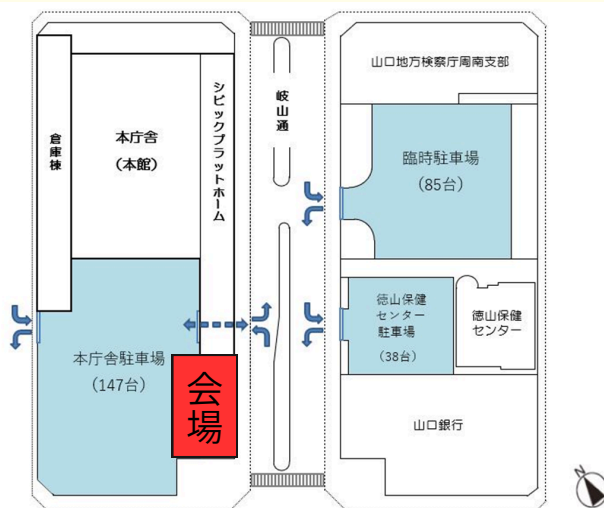 倉庫棟
本庁舎
（本館）
シビックプラットホーム
岐山通
山口地方検察庁周南支部
臨時駐車場
（85台）
徳山保健
センター
駐車場
（38台）
徳山保健
センター
本庁舎駐車場
（147台）
会場
山口銀行
N